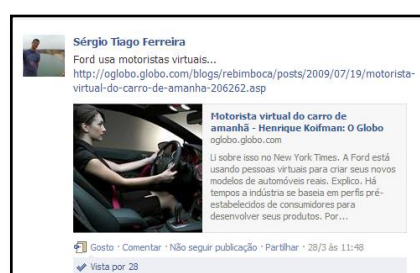 Sérgio Tiago Ferreira
Ford usa motoristas virtuais...
http://oglobo.globo.com/blogs/rebimboca/posts/2009/07/19/motorista-
virtual-do-carro-de-amanha-206262.asp
Motorista virtual do carro de
amanhã - Henrique Koifman: O Globo
oglobo.globo.com
Li sobre isso no New York Times. A Ford está
usando pessoas virtuais para criar seus novos
modelos de automóveis reais. Explico. Há
tempos a indústria se baseia em perfis pré-
estabelecidos de consumidores para
desenvolver seus produtos. Por...
Gosto · Comentar · Não seguir publicação · Partilhar · 28/3 às 11:48
Vista por 28